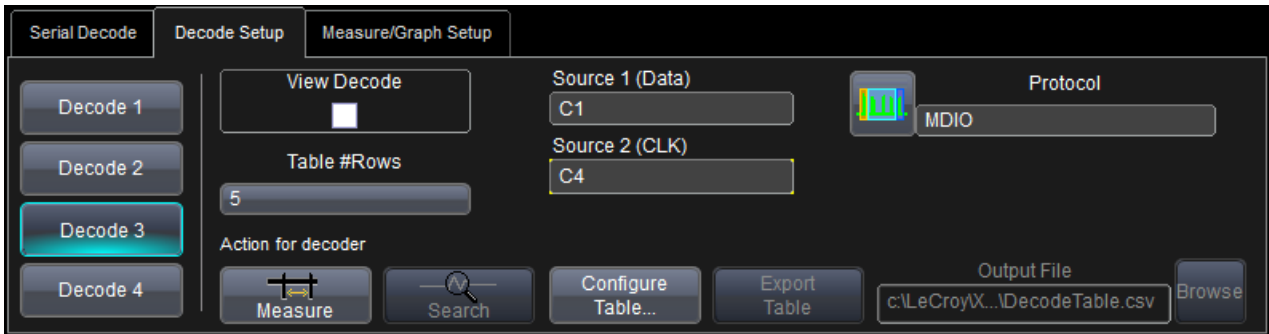 Serial Decode
Decode Setup
Measure/Graph Setup
Decode 1
Decode 2
Decode 3
Decode 4
View Decode
Table #Rows
5
Source 1 (Data)
C1
Source 2 (CLK)
C4
Protocol
MDIO
Action for decoder
Measure
Search
Configure
Table...
Export
Table
Output File
c:\LeCroy\X...\DecodeTable.csv
Browse